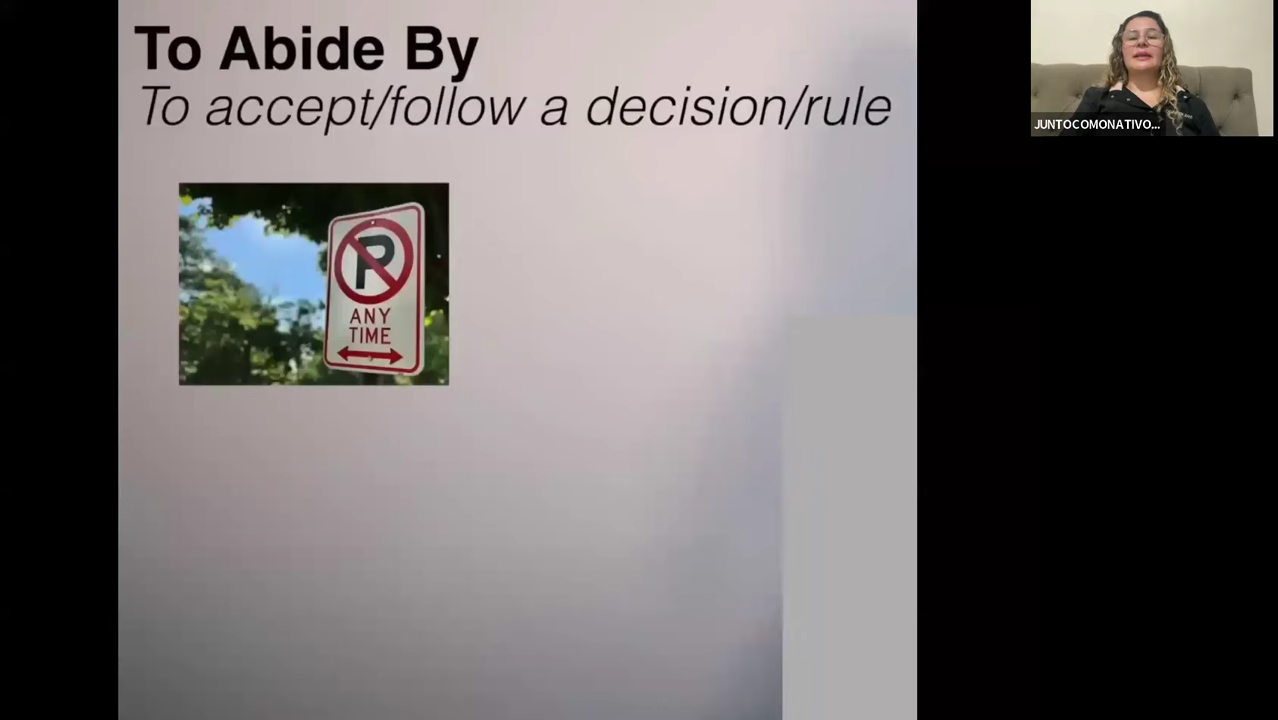 To Abide By
To accept/follow a decision/rule
P
ANY
TIME
JUNTOCOMONATIVO...